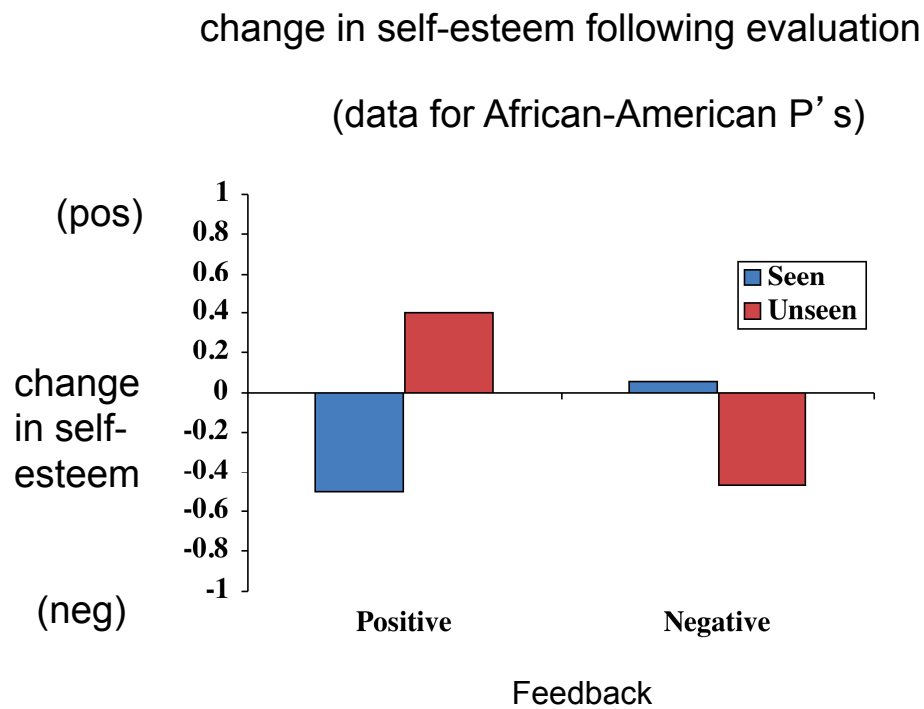 change in self-esteem following evaluation
(data for African-American P’ s)
(pos)
1
0.8
0.6
0.4
0.2
0
-0.2
-0.4
-0.6
-0.8
-1
Seen
Unseen
change
in self-
esteem
(neg)
Positive
Negative
Feedback